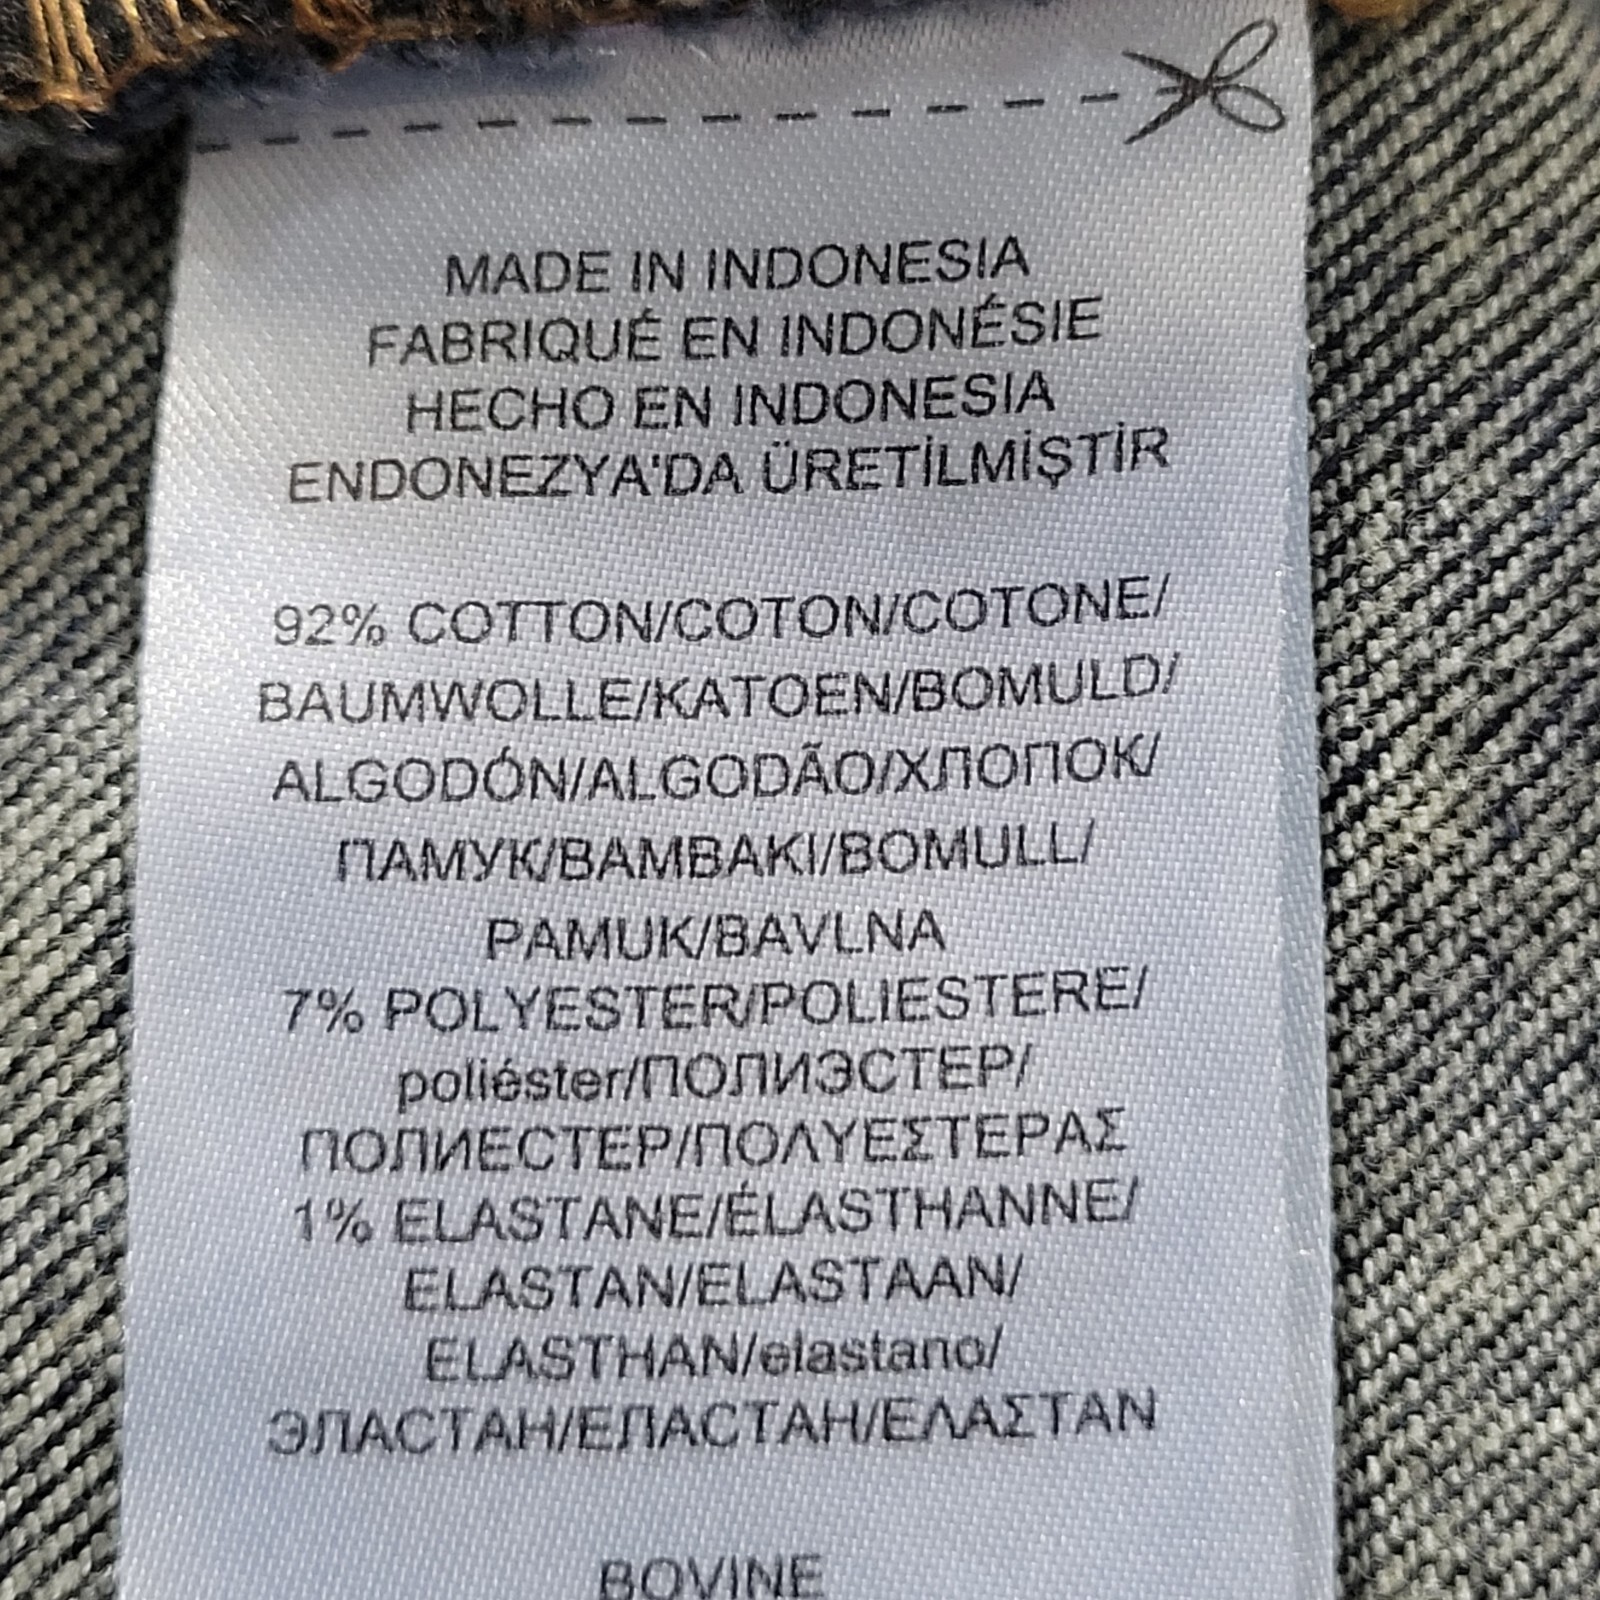 MADE IN INDONESIA
FABRIQUÉ EN INDONÉSIE
HECHO EN INDONESIA
ENDONEZYA'DA ÜRETİLMİŞTİR
92% COTTON/COTON/COTONE/
BAUMWOLLE/KATOEN/BOMULD/
ALGODÓN/ALGODÃO/ХЛОПОК/
ПАМУК/BAMBAKI/BOMULL/
PAMUK/BAVLNA
7% POLYESTER/POLIESTERE/
poliéster/ПОЛИЭСТЕР/
ПОЛИЕСТЕР/ΠΟΛΥΕΣΤΕΡΑΣ
1% ELASTANE/ÉLASTHANNE/
ELASTAN/ELASTAAN/
ELASTHAN/elastano/
ЭЛАСТАН/ЕЛАСТАН/ΕΛΑΣΤΑΝ
BOVINE